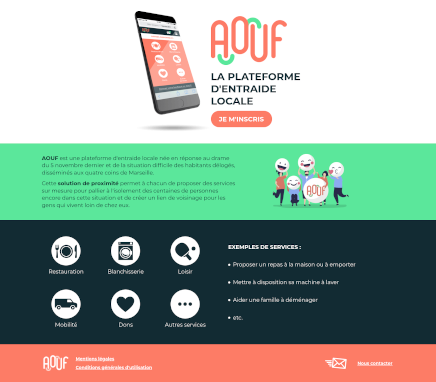 AOUF
LA PLATEFORME
D'ENTRAIDE
LOCALE
JE M'INSCRIS
AOUF est une plateforme d'entraide locale née en réponse au drame
du 5 novembre dernier et de la situation difficile des habitants délogés,
disséminés aux quatre coins de Marseille.
Cette solution de proximité permet à chacun de proposer des services
sur mesure pour pallier à l'isolement des centaines de personnes
encore dans cette situation et de créer un lien de voisinage pour les
gens qui vivent loin de chez eux.
AOUF
Restauration
Blanchisserie
Loisir
Mobilité
Dons
Autres services
EXEMPLES DE SERVICES :
• Proposer un repas à la maison ou à emporter
• Mettre à disposition sa machine à laver
• Aider une famille à déménager
• etc.
AOUF
Mentions légales
Conditions générales d'utilisation
Nous contacter